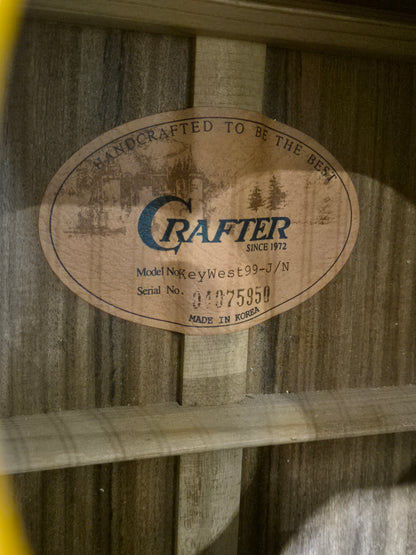 HANDCRAFTED TO BE THE BEST
CRAFTER
SINCE 1972
Model No. KeyWest99-J/N
Serial No. 04075950
MADE IN KOREA